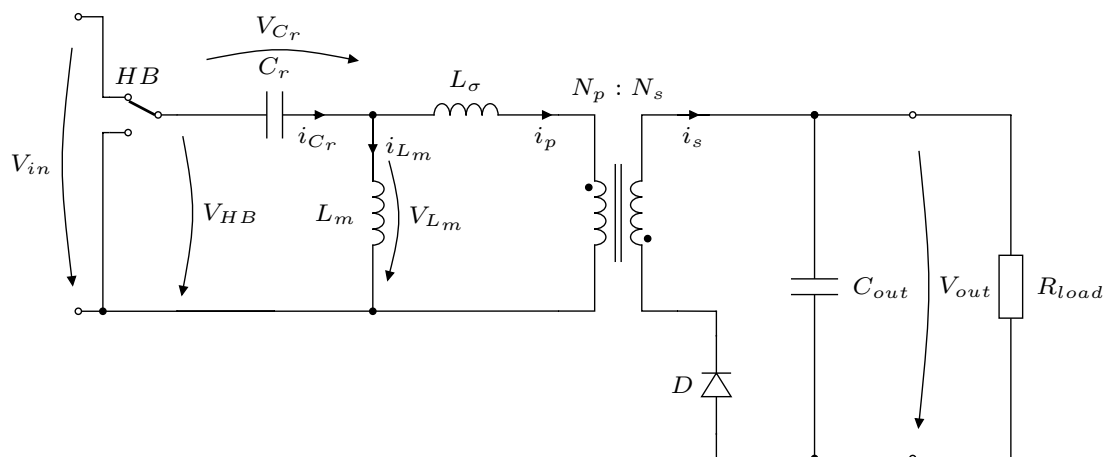 V_{C_r}
HB
C_r
L_σ
N_p : N_s
i_{C_r}
i_{L_m}
i_p
i_s
V_{in}
V_{HB}
L_m
V_{L_m}
C_{out}
V_{out}
R_{load}
D